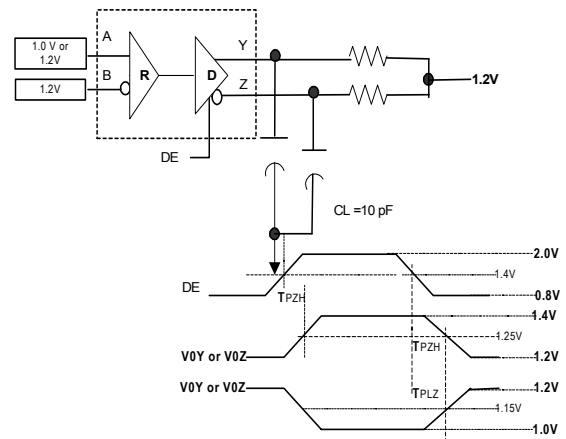 A
Y
1.0 V or
1.2V
R
D
B
Z
1.2V
1.2V
DE
CL =10 pF
2.0V
1.4V
DE
TPZH
0.8V
1.4V
1.25V
TPZH
V0Y or V0Z
1.2V
V0Y or V0Z
1.2V
TPLZ
1.15V
1.0V